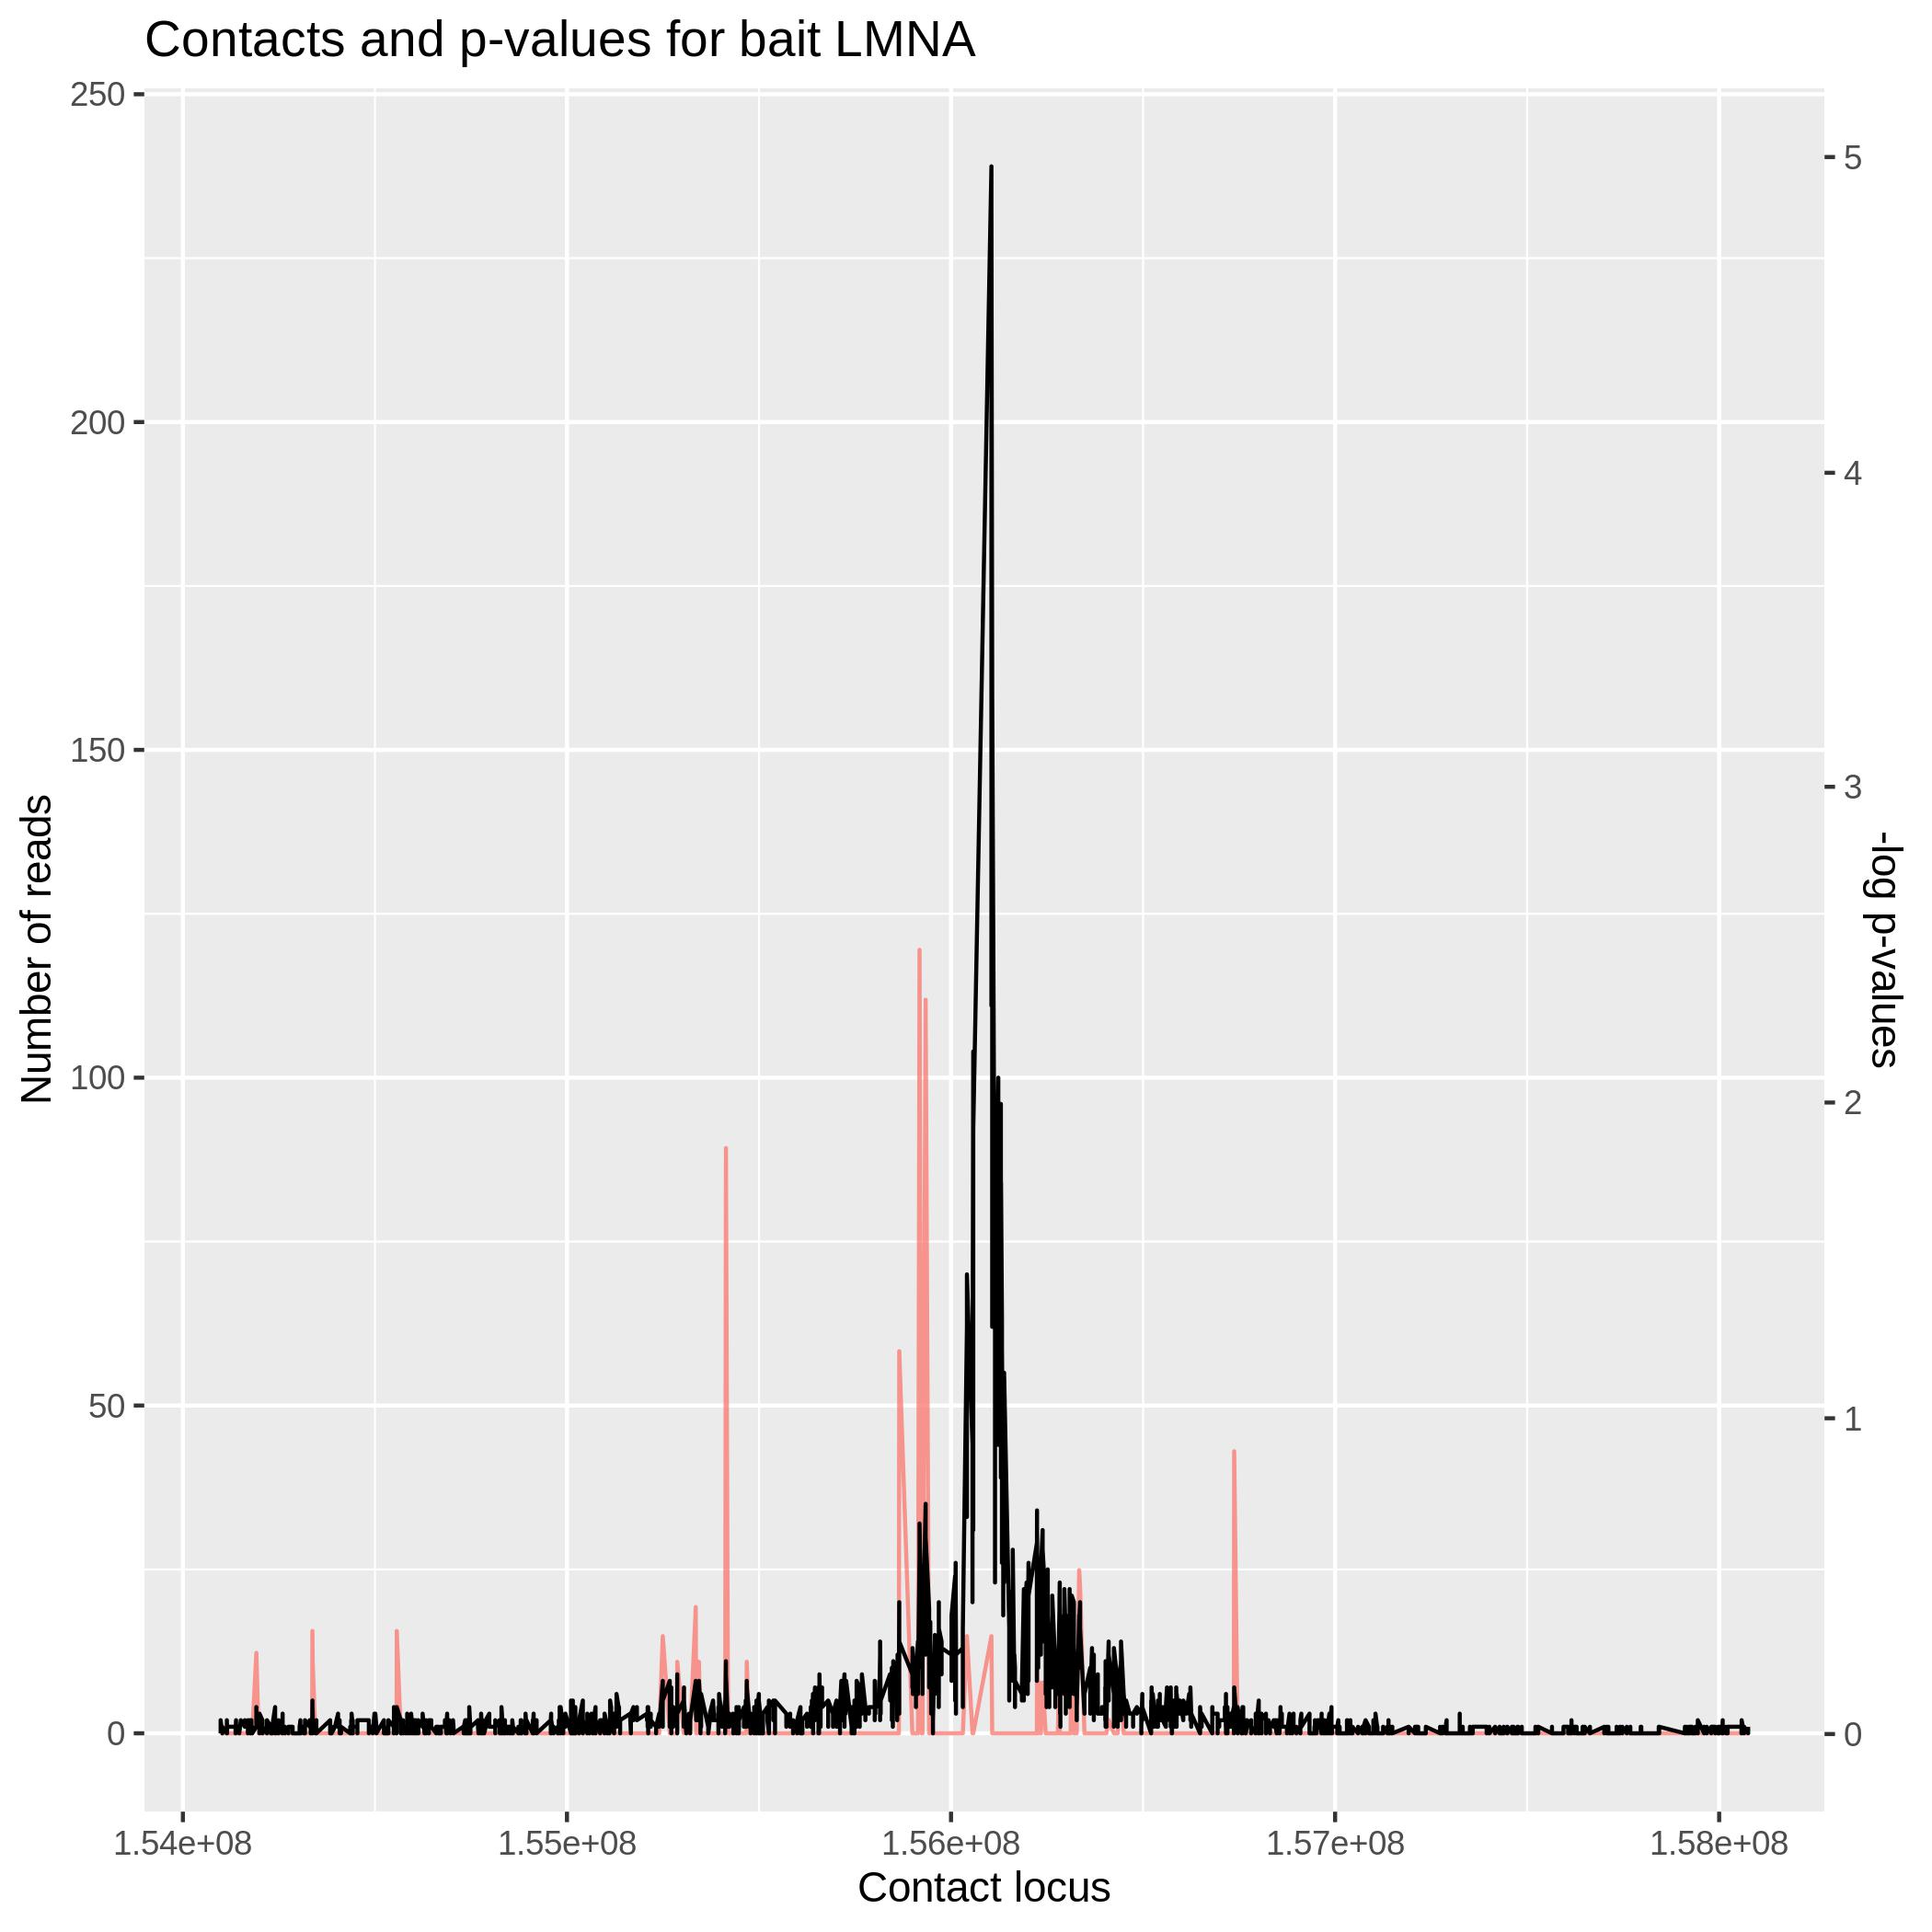 Contacts and p-values for bait LMNA
250
200
150
100
50
0
Number of reads
5
4
3
2
1
0
-log p-values
1.54e+08
1.55e+08
1.56e+08
1.57e+08
1.58e+08
Contact locus